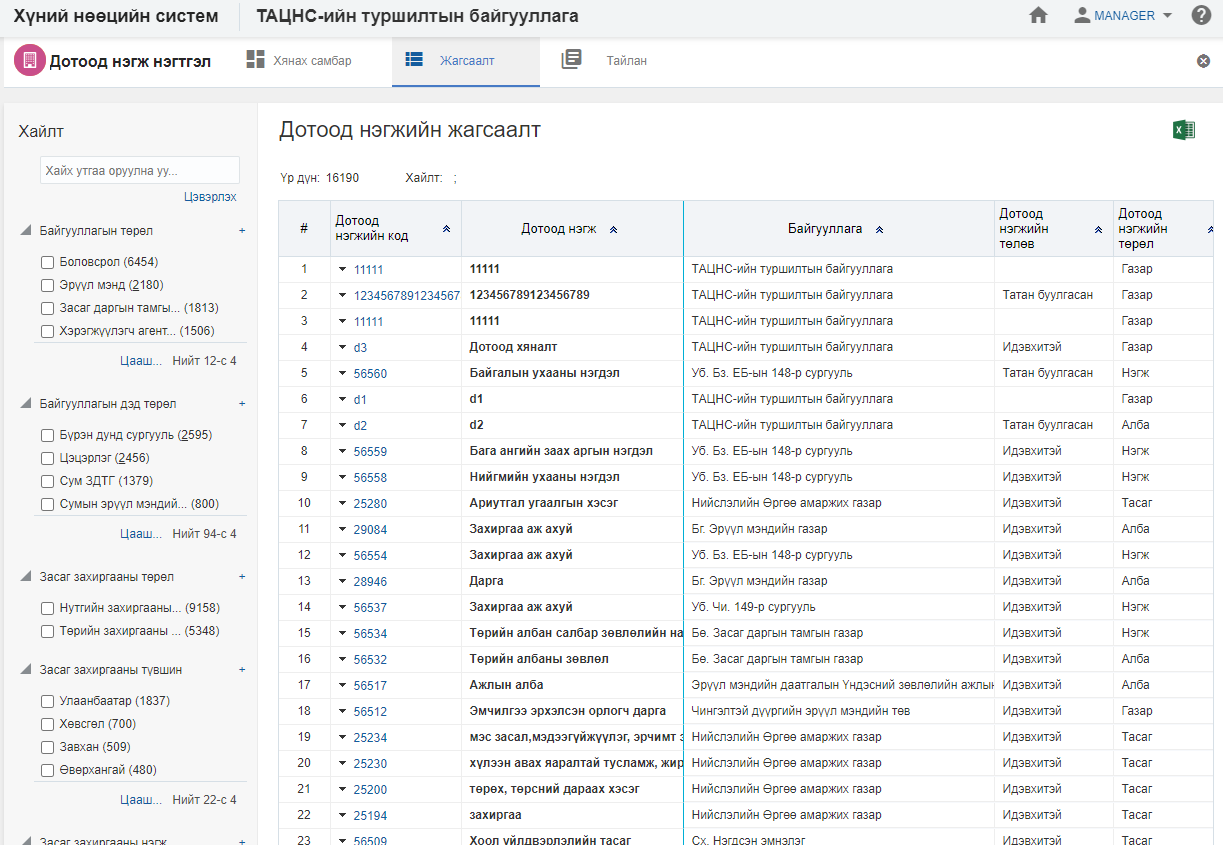 Хүний нөөцийн систем ТАЦНС-ийн туршилтын байгууллага MANAGER
Дотоод нэгж нэгтгэл Хянах самбар Жагсаалт Тайлан
Хайлт
Хайх утгаа оруулна уу...
Цэвэрлэх
Байгууллагын төрөл +
Боловсрол (6454)
Эрүүл мэнд (2180)
Засаг даргын тамгы... (1813)
Хэрэгжүүлэгч агент... (1506)
Цааш... Нийт 12-с 4
Байгууллагын дэд төрөл +
Бүрэн дунд сургууль (2595)
Цэцэрлэг (2456)
Сум ЗДТГ (1379)
Сумын эрүүл мэндий... (800)
Цааш... Нийт 94-с 4
Засаг захиргааны төрөл +
Нутгийн захиргааны... (9158)
Төрийн захиргааны ... (5348)
Засаг захиргааны түвшин +
Улаанбаатар (1837)
Хөвсгөл (700)
Завхан (509)
Өвөрхангай (480)
Цааш... Нийт 22-с 4
Засаг захиргааны нэгж +
Дотоод нэгжийн жагсаалт
Үр дүн: 16190 Хайлт: ;
# Дотоод нэгжийн код Дотоод нэгж Байгууллага Дотоод нэгжийн төлөв Дотоод нэгжийн төрөл
1 11111 11111 ТАЦНС-ийн туршилтын байгууллага Газар
2 1234567891234567 123456789123456789 ТАЦНС-ийн туршилтын байгууллага Татан буулгасан Газар
3 11111 11111 ТАЦНС-ийн туршилтын байгууллага Газар
4 d3 Дотоод хяналт ТАЦНС-ийн туршилтын байгууллага Идэвхитэй Газар
5 56560 Байгалын ухааны нэгдэл Уб. Бз. ЕБ-ын 148-р сургууль Татан буулгасан Нэгж
6 d1 d1 ТАЦНС-ийн туршилтын байгууллага Газар
7 d2 d2 ТАЦНС-ийн туршилтын байгууллага Татан буулгасан Алба
8 56559 Бага ангийн заах аргын нэгдэл Уб. Бз. ЕБ-ын 148-р сургууль Идэвхитэй Нэгж
9 56558 Нийгмийн ухааны нэгдэл Уб. Бз. ЕБ-ын 148-р сургууль Идэвхитэй Нэгж
10 25280 Ариутгал угаалгын хэсэг Нийслэлийн Өргөө амаржих газар Идэвхитэй Тасаг
11 29084 Захиргаа аж ахуй Бг. Эрүүл мэндийн газар Идэвхитэй Алба
12 56554 Захиргаа аж ахуй Уб. Бз. ЕБ-ын 148-р сургууль Идэвхитэй Нэгж
13 28946 Дарга Бг. Эрүүл мэндийн газар Идэвхитэй Алба
14 56537 Захиргаа аж ахуй Уб. Чи. 149-р сургууль Идэвхитэй Нэгж
15 56534 Төрийн албан салбар зөвлөлийн на Бө. Засаг даргын тамгын газар Идэвхитэй Нэгж
16 56532 Төрийн албаны зөвлөл Бө. Засаг даргын тамгын газар Идэвхитэй Алба
17 56517 Ажлын алба Эрүүл мэндийн даатгалын Үндэсний зөвлөлийн ажлын Идэвхитэй Алба
18 56512 Эмчилгээ эрхэлсэн орлогч дарга Чингэлтэй дүүргийн эрүүл мэндийн төв Идэвхитэй Газар
19 25234 мэс засал,мэдээгүйжүүлэг, эрчимт э Нийслэлийн Өргөө амаржих газар Идэвхитэй Тасаг
20 25230 хүлээн авах яаралтай тусламж, жир Нийслэлийн Өргөө амаржих газар Идэвхитэй Тасаг
21 25200 төрөх, төрсний дараах хэсэг Нийслэлийн Өргөө амаржих газар Идэвхитэй Тасаг
22 25194 захиргаа Нийслэлийн Өргөө амаржих газар Идэвхитэй Тасаг
23 56509 Хоол үйлдвэрлэлийн тасаг Сх. Нэгдсэн эмнэлэг Идэвхитэй Тасаг